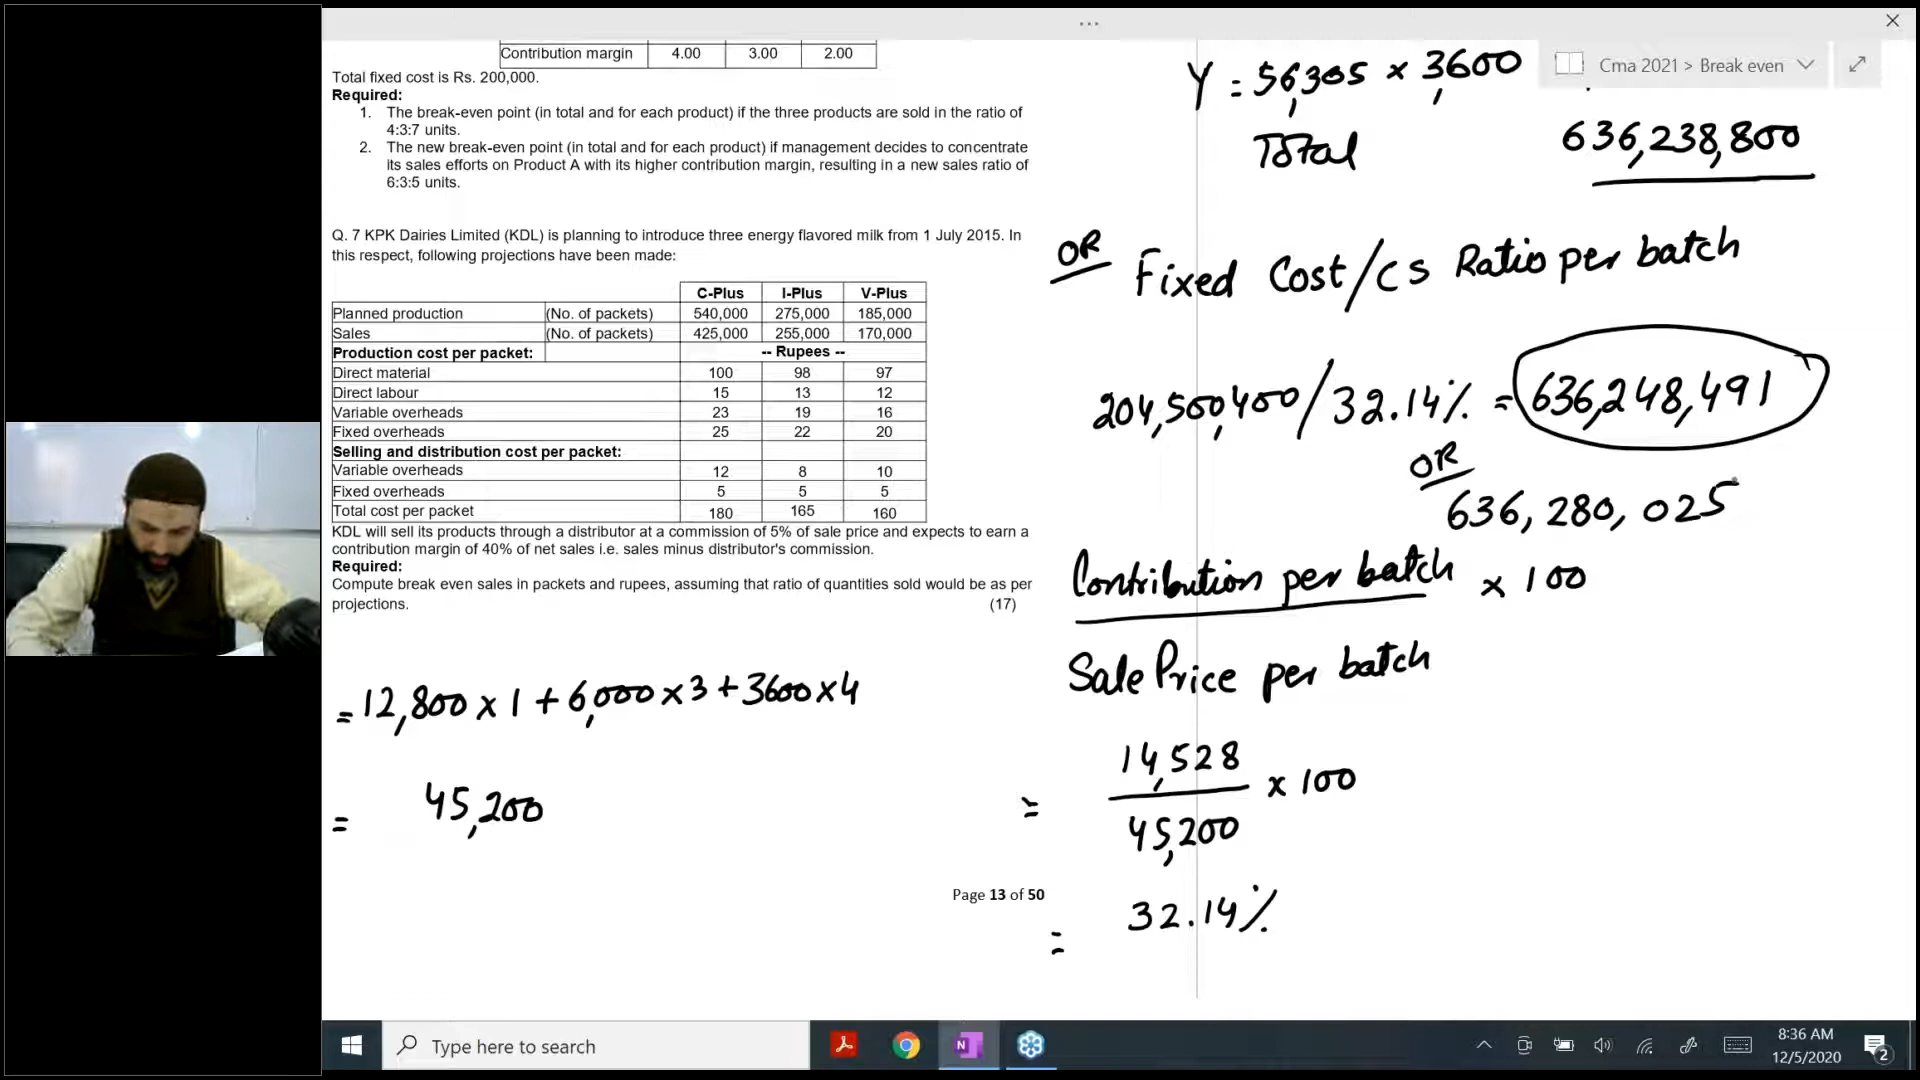 Contribution margin 4.00 3.00 2.00
Total fixed cost is Rs. 200,000.
Required:
1. The break-even point (in total and for each product) if the three products are sold in the ratio of
4:3:7 units.
2. The new break-even point (in total and for each product) if management decides to concentrate
its sales efforts on Product A with its higher contribution margin, resulting in a new sales ratio of
6:3:5 units.
Q. 7 KPK Dairies Limited (KDL) is planning to introduce three energy flavored milk from 1 July 2015. In
this respect, following projections have been made:
C-Plus I-Plus V-Plus
Planned production (No. of packets) 540,000 275,000 185,000
Sales (No. of packets) 425,000 255,000 170,000
Production cost per packet: -- Rupees --
Direct material 100 98 97
Direct labour 15 13 12
Variable overheads 23 19 16
Fixed overheads 25 22 20
Selling and distribution cost per packet:
Variable overheads 12 8 10
Fixed overheads 5 5 5
Total cost per packet 180 165 160
KDL will sell its products through a distributor at a commission of 5% of sale price and expects to earn a
contribution margin of 40% of net sales i.e. sales minus distributor's commission.
Required:
Compute break even sales in packets and rupees, assuming that ratio of quantities sold would be as per
projections. (17)
= 12,800 x 1 + 6,000 x 3 + 3600 x 4
= 45,200
Page 13 of 50
Y = 56,305 x 3600
Total 636,238,800
OR Fixed Cost/CS Ratio per batch
204,500,400/32.14% = 636,248,491
OR
636,280,025
Contribution per batch x 100
Sale Price per batch
= 14,528 x 100
45,200
= 32.14%
Cma 2021 > Break even
Type here to search
8:36 AM
12/5/2020
2